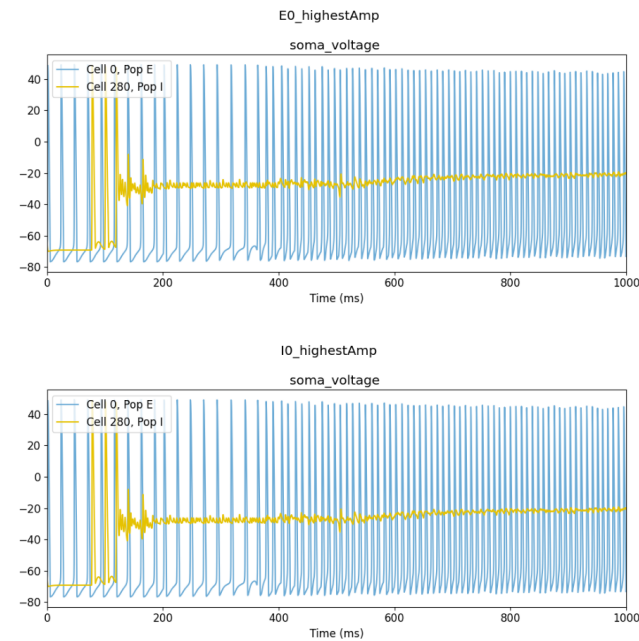 E0_highestAmp
soma_voltage
Cell 0, Pop E
Cell 280, Pop I
40
20
0
−20
−40
−60
−80
0 200 400 600 800 1000
Time (ms)
I0_highestAmp
soma_voltage
Cell 0, Pop E
Cell 280, Pop I
40
20
0
−20
−40
−60
−80
0 200 400 600 800 1000
Time (ms)